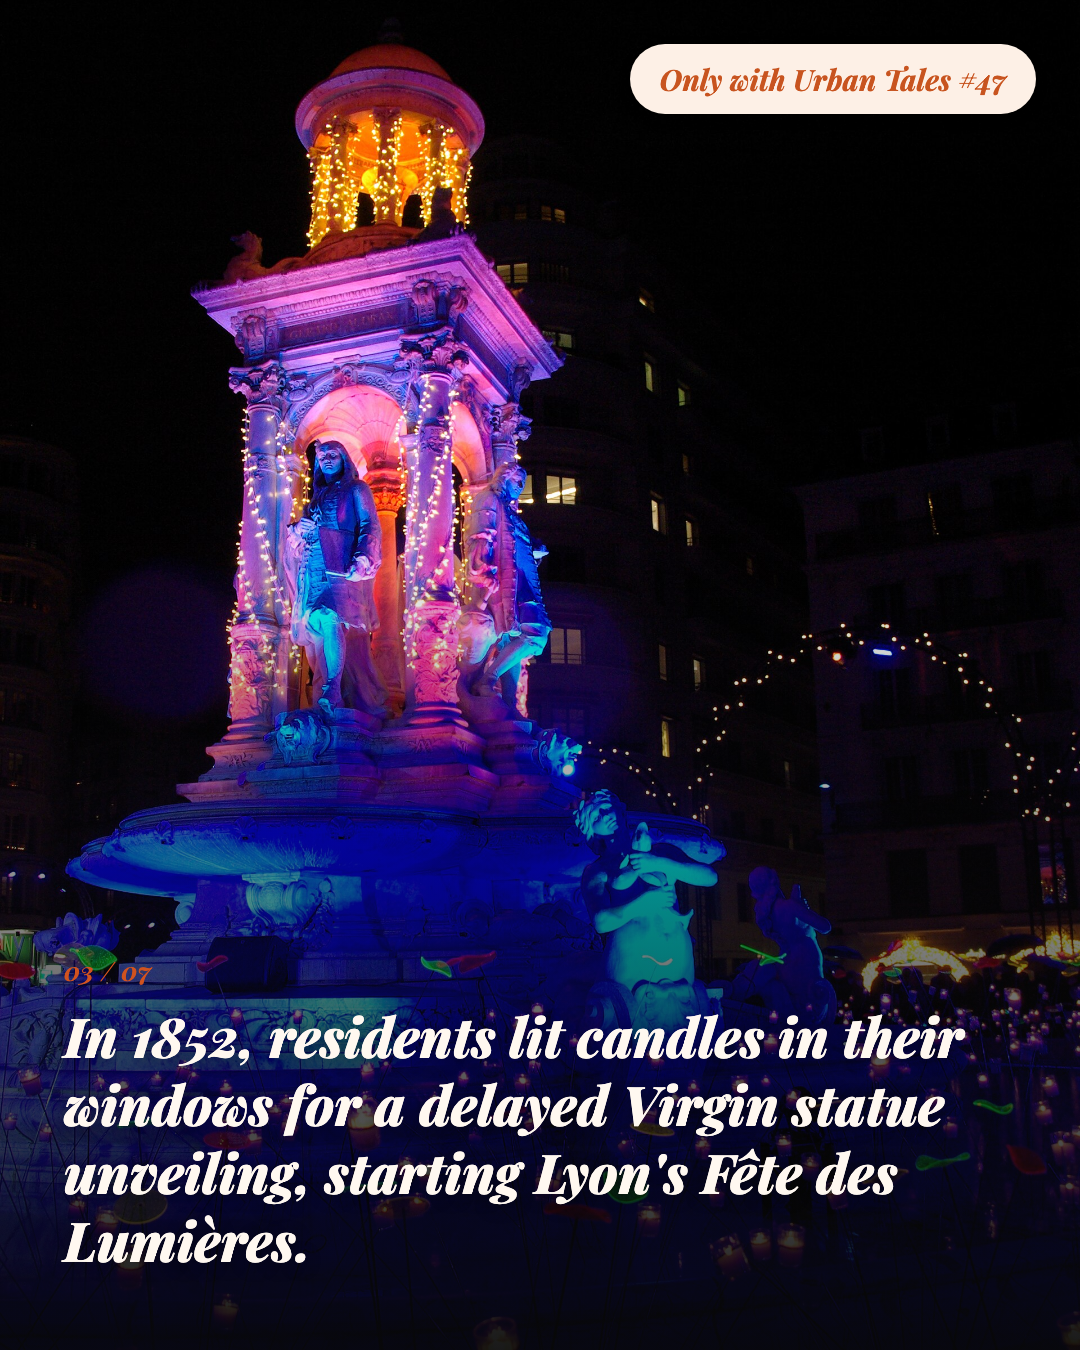 Only with Urban Tales #47
03 / 07
In 1852, residents lit candles in their
windows for a delayed Virgin statue
unveiling, starting Lyon's Fête des
Lumières.